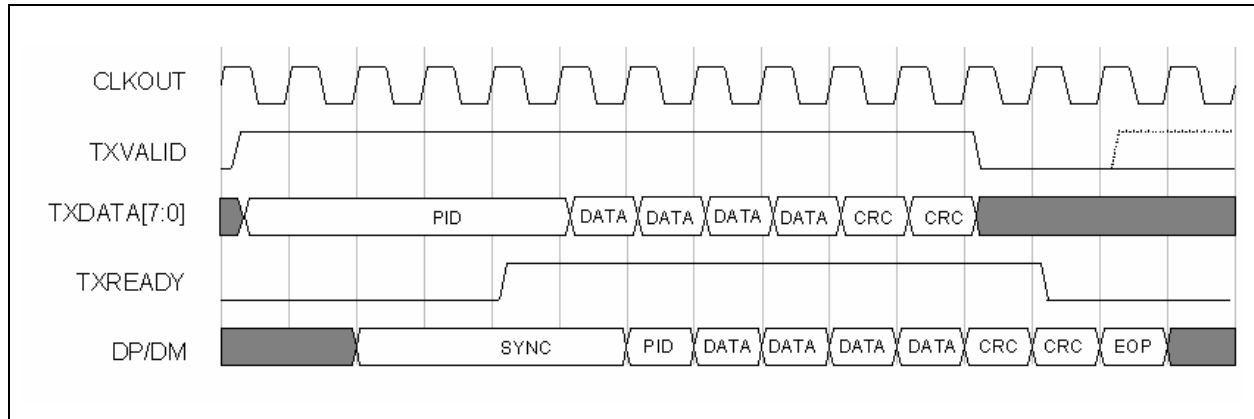 CLKOUT
TXVALID
TXDATA[7:0] PID DATA DATA DATA DATA CRC CRC
TXREADY
DP/DM SYNC PID DATA DATA DATA DATA CRC CRC EOP